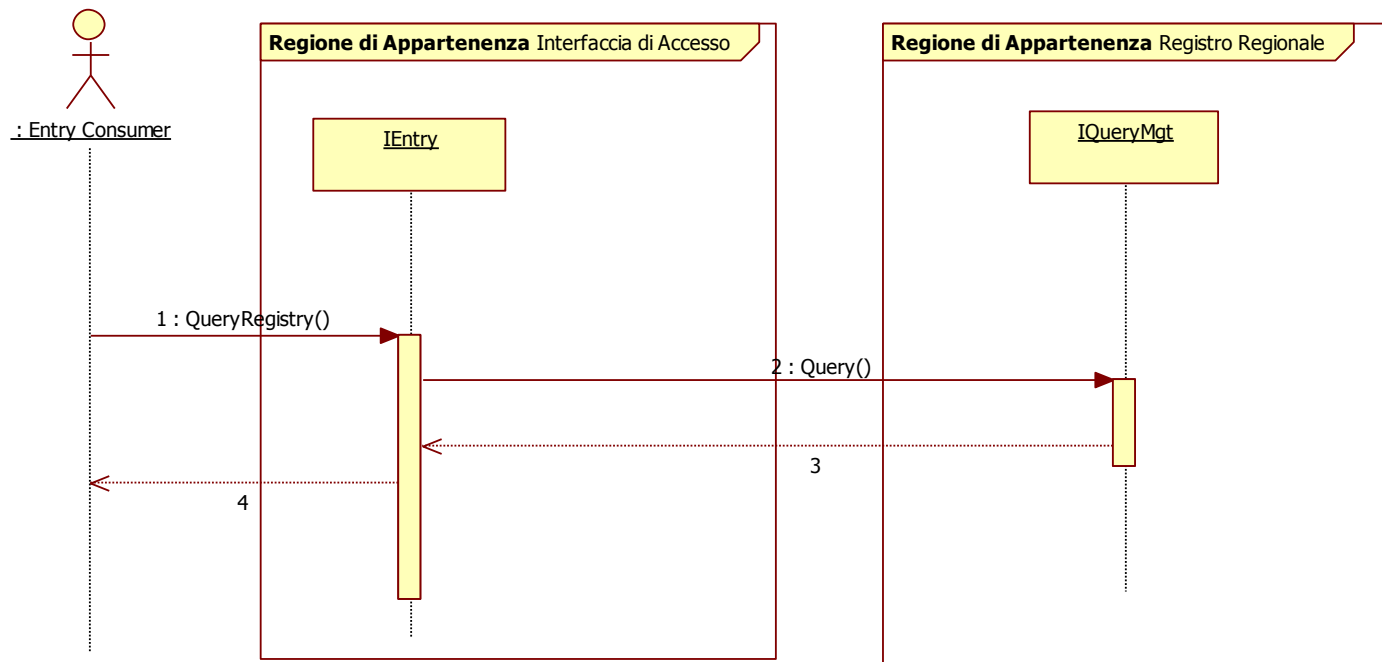 Regione di Appartenenza Interfaccia di Accesso
Regione di Appartenenza Registro Regionale
: Entry Consumer
IEntry
IQueryMgt
1 : QueryRegistry()
2 : Query()
3
4